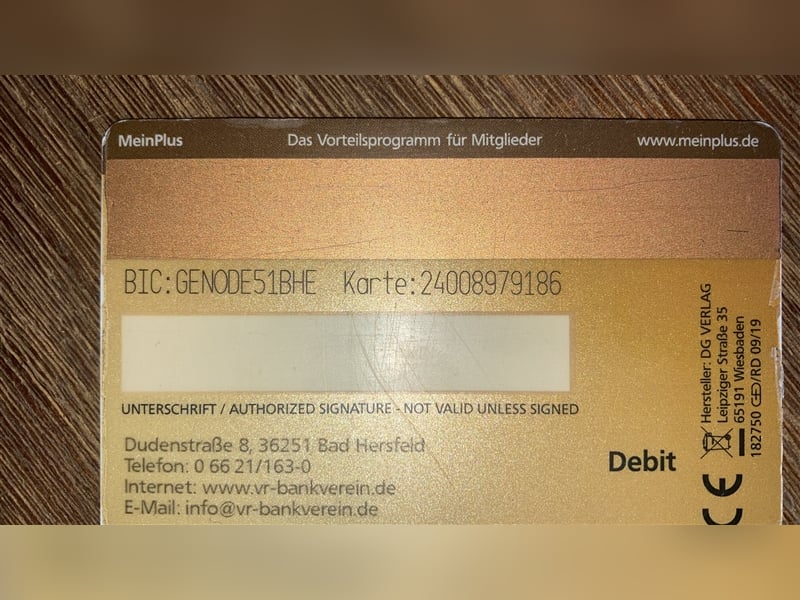 MeinPlus Das Vorteilsprogramm für Mitglieder www.meinplus.de
BIC:GENODE51BHE Karte:24008979186
UNTERSCHRIFT / AUTHORIZED SIGNATURE - NOT VALID UNLESS SIGNED
Dudenstraße 8, 36251 Bad Hersfeld
Telefon: 0 66 21/163-0
Internet: www.vr-bankverein.de
E-Mail: info@vr-bankverein.de
Debit
Hersteller: DG VERLAG
Leipziger Straße 35
65191 Wiesbaden
182750 GD/RD 09/19
CE